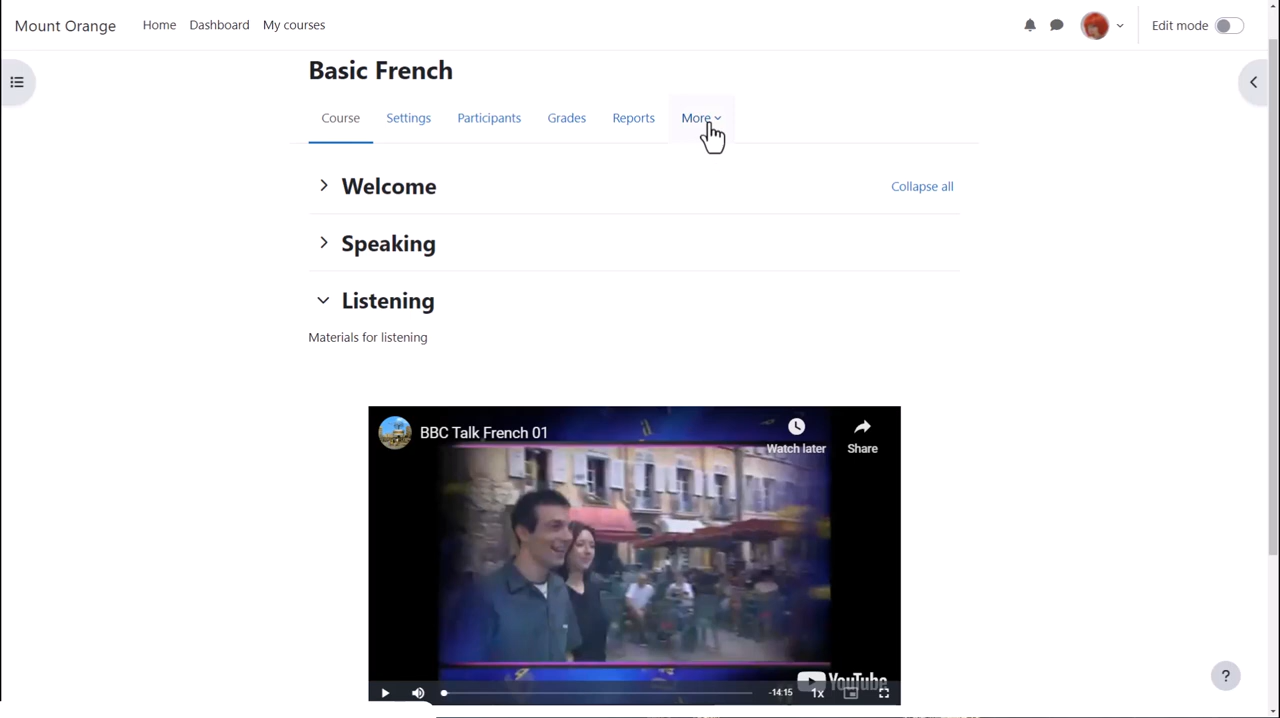 Mount Orange Home Dashboard My courses Edit mode
Basic French
Course Settings Participants Grades Reports More
Welcome Collapse all
Speaking
Listening
Materials for listening
BBC Talk French 01
Watch later Share
YouTube
-14:15 1x
?